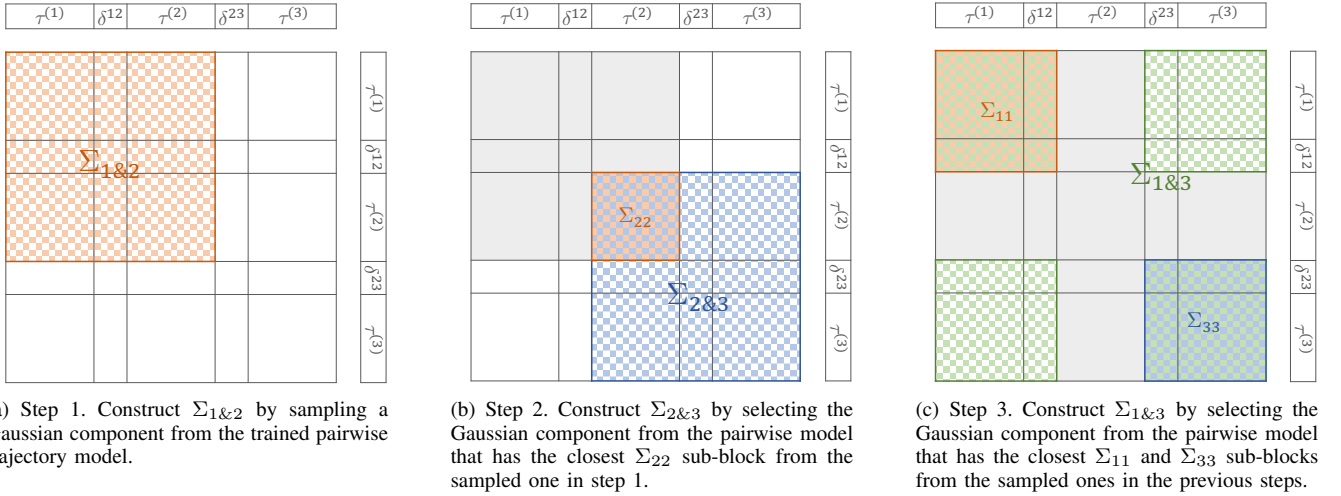 τ(1) δ12 τ(2) δ23 τ(3)
τ(1)
δ12
τ(2)
δ23
τ(3)
Σ1&2
a) Step 1. Construct Σ1&2 by sampling a
aussian component from the trained pairwise
ajectory model.
τ(1) δ12 τ(2) δ23 τ(3)
τ(1)
δ12
τ(2)
δ23
τ(3)
Σ22
Σ2&3
(b) Step 2. Construct Σ2&3 by selecting the
Gaussian component from the pairwise model
that has the closest Σ22 sub-block from the
sampled one in step 1.
τ(1) δ12 τ(2) δ23 τ(3)
τ(1)
δ12
τ(2)
δ23
τ(3)
Σ11
Σ1&3
Σ33
(c) Step 3. Construct Σ1&3 by selecting the
Gaussian component from the pairwise model
that has the closest Σ11 and Σ33 sub-blocks
from the sampled ones in the previous steps.